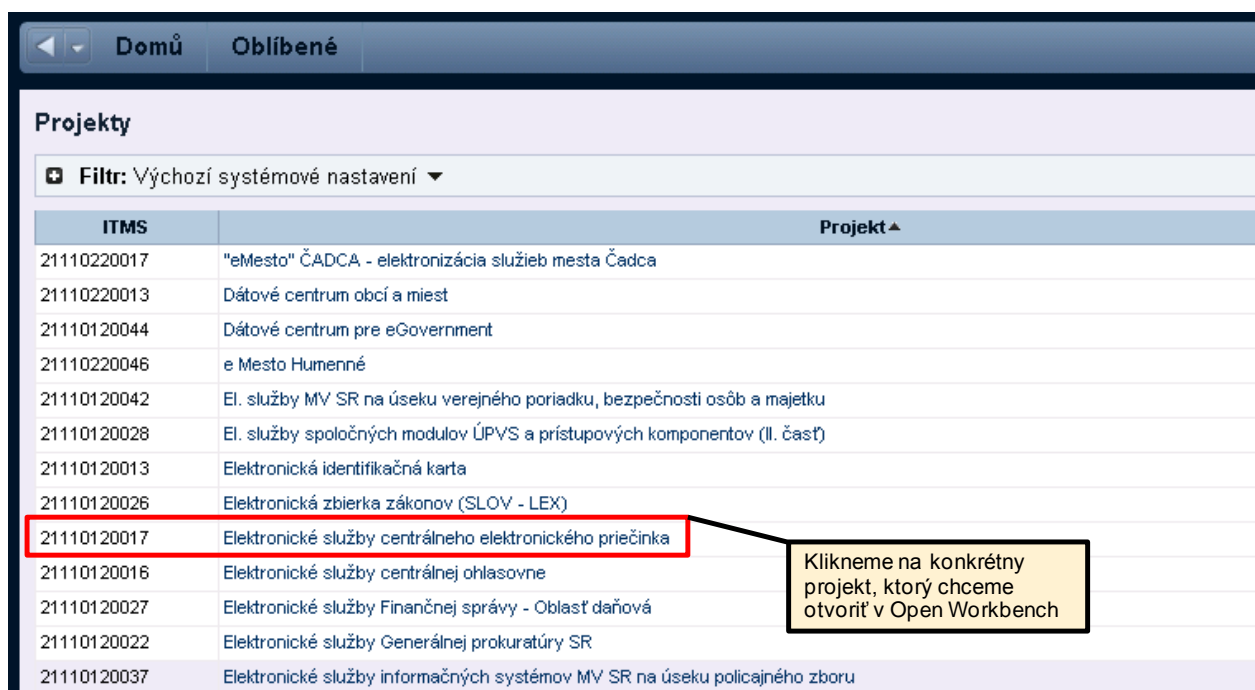 Domů Oblíbené
Projekty
Filtr: Výchozí systémové nastavení
ITMS Projekt
21110220017 "eMesto" ČADCA - elektronizácia služieb mesta Čadca
21110220013 Dátové centrum obcí a miest
21110120044 Dátové centrum pre eGovernment
21110220046 e Mesto Humenné
21110120042 El. služby MV SR na úseku verejného poriadku, bezpečnosti osôb a majetku
21110120028 El. služby spoločných modulov ÚPVS a prístupových komponentov (II. časť)
21110120013 Elektronická identifikačná karta
21110120026 Elektronická zbierka zákonov (SLOV - LEX)
21110120017 Elektronické služby centrálneho elektronického priečinka
21110120016 Elektronické služby centrálnej ohlasovne
21110120027 Elektronické služby Finančnej správy - Oblasť daňová
21110120022 Elektronické služby Generálnej prokuratúry SR
21110120037 Elektronické služby informačných systémov MV SR na úseku policajného zboru
Klikneme na konkrétny
projekt, ktorý chceme
otvoriť v Open Workbench